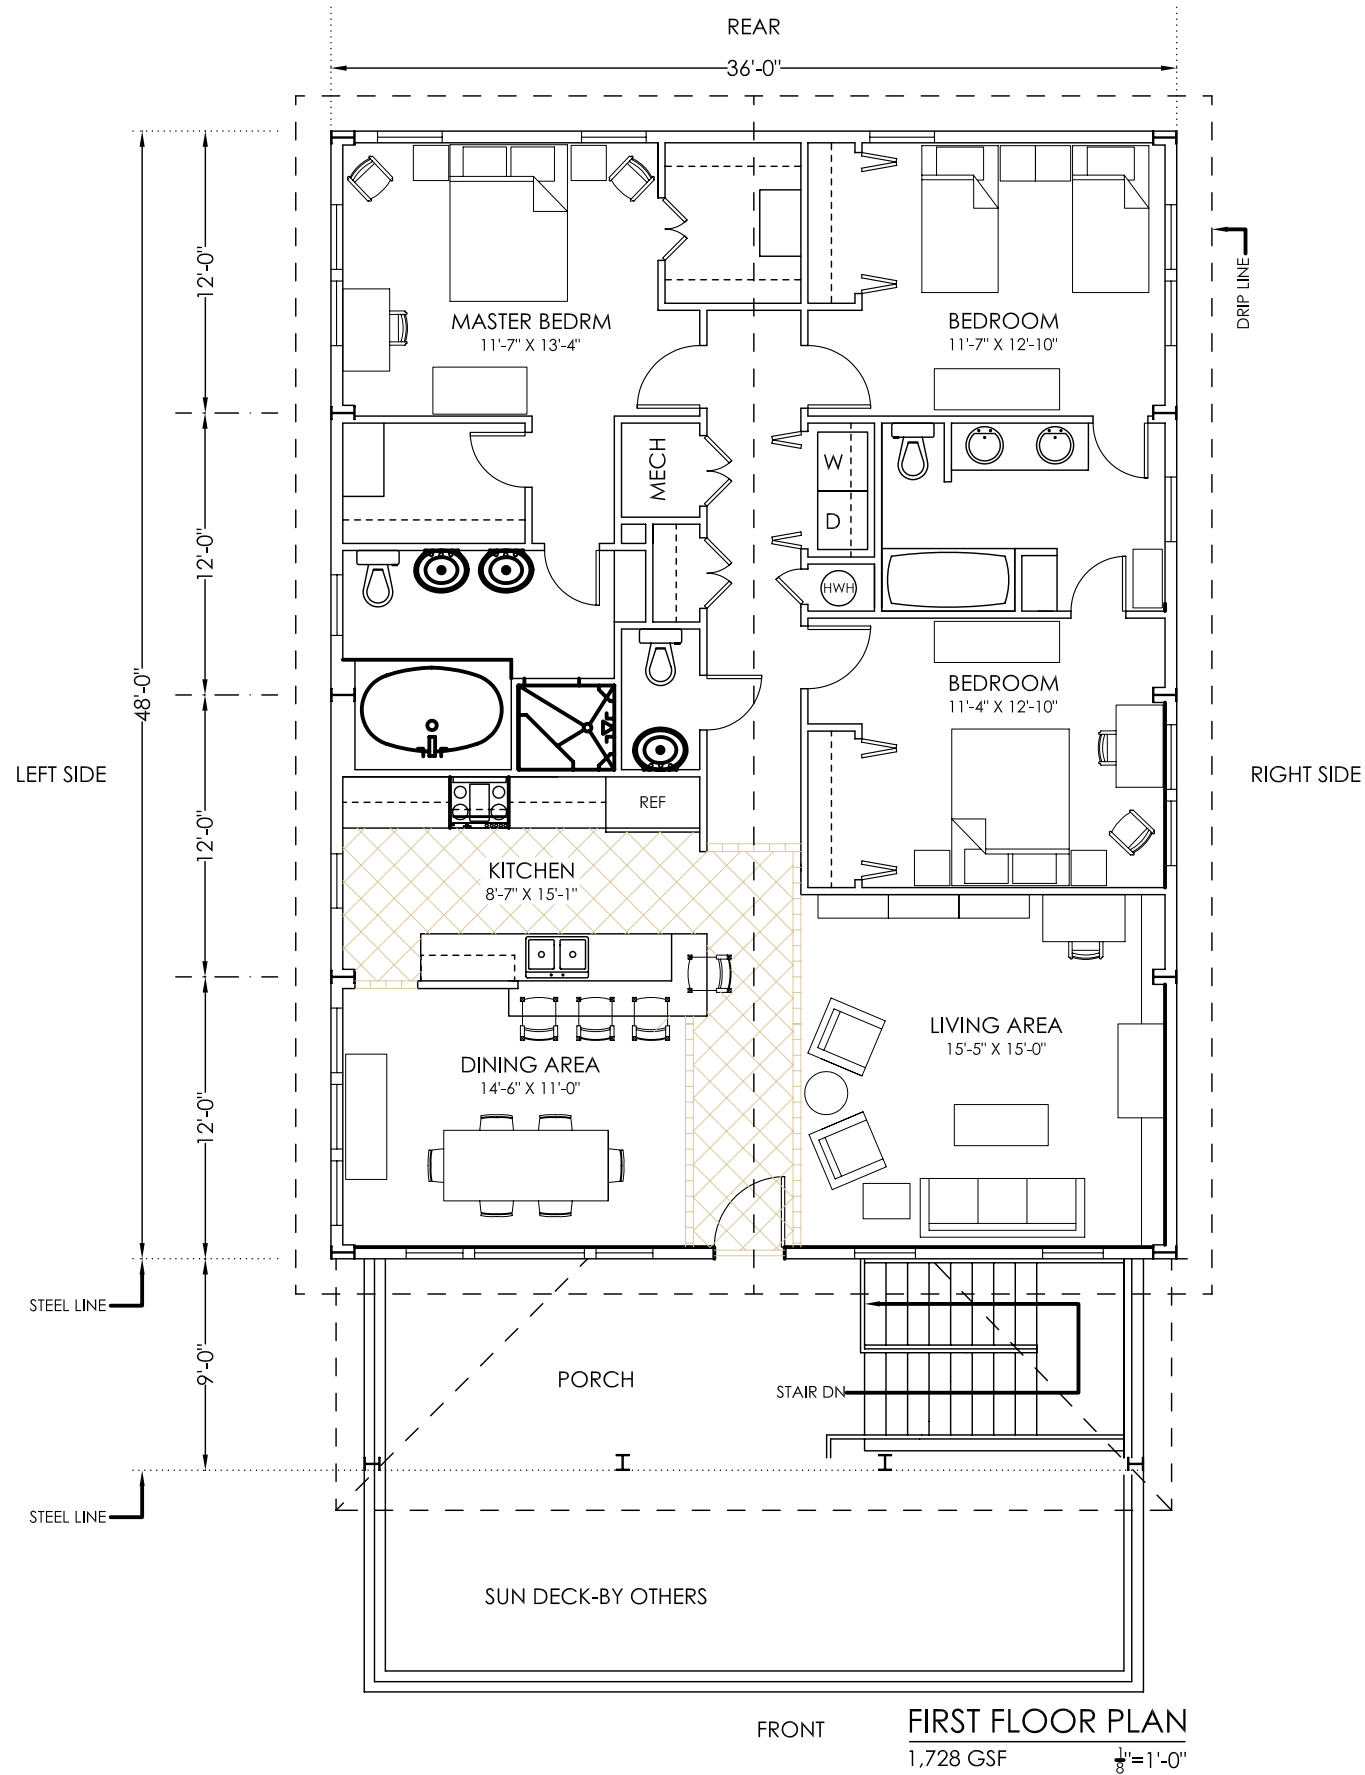 REAR
36'-0"
12'-0"
DRIP LINE
MASTER BEDRM
11'-7" X 13'-4"
BEDROOM
11'-7" X 12'-10"
MECH
W
D
12'-0"
HWH
48'-0"
BEDROOM
11'-4" X 12'-10"
LEFT SIDE
RIGHT SIDE
REF
12'-0"
KITCHEN
8'-7" X 15'-1"
LIVING AREA
15'-5" X 15'-0"
DINING AREA
14'-6" X 11'-0"
12'-0"
STEEL LINE
9'-0"
PORCH
STAIR DN
STEEL LINE
SUN DECK-BY OTHERS
FRONT
FIRST FLOOR PLAN
1,728 GSF
1/8"=1'-0"